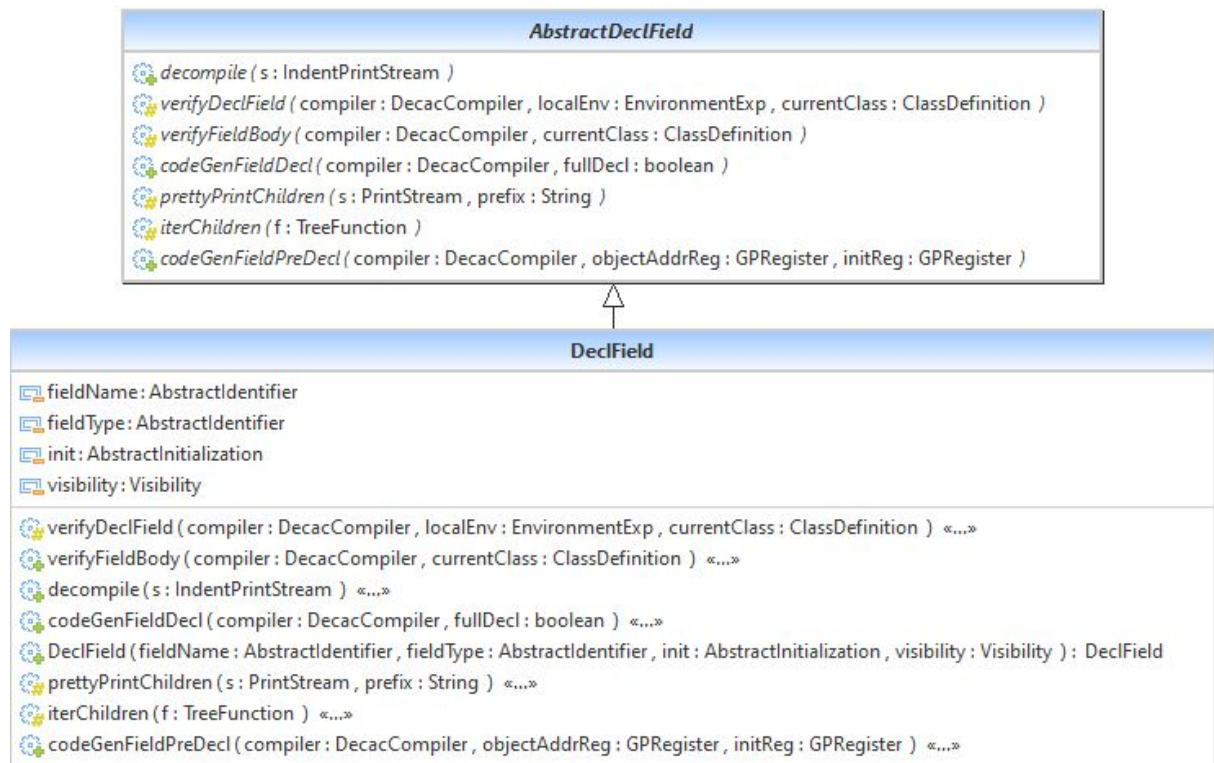 AbstractDeclField
decompile ( s : IndentPrintStream )
verifyDeclField ( compiler : DecacCompiler , localEnv : EnvironmentExp , currentClass : ClassDefinition )
verifyFieldBody ( compiler : DecacCompiler , currentClass : ClassDefinition )
codeGenFieldDecl ( compiler : DecacCompiler , fullDecl : boolean )
prettyPrintChildren ( s : PrintStream , prefix : String )
iterChildren ( f : TreeFunction )
codeGenFieldPreDecl ( compiler : DecacCompiler , objectAddrReg : GPRegister , initReg : GPRegister )
DeclField
fieldName : AbstractIdentifier
fieldType : AbstractIdentifier
init : AbstractInitialization
visibility : Visibility
verifyDeclField ( compiler : DecacCompiler , localEnv : EnvironmentExp , currentClass : ClassDefinition ) «...»
verifyFieldBody ( compiler : DecacCompiler , currentClass : ClassDefinition ) «...»
decompile ( s : IndentPrintStream ) «...»
codeGenFieldDecl ( compiler : DecacCompiler , fullDecl : boolean ) «...»
DeclField ( fieldName : AbstractIdentifier , fieldType : AbstractIdentifier , init : AbstractInitialization , visibility : Visibility ) : DeclField
prettyPrintChildren ( s : PrintStream , prefix : String ) «...»
iterChildren ( f : TreeFunction ) «...»
codeGenFieldPreDecl ( compiler : DecacCompiler , objectAddrReg : GPRegister , initReg : GPRegister ) «...»